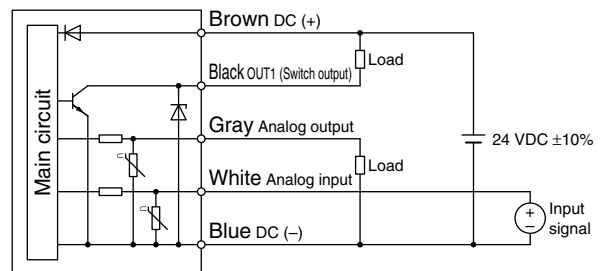 Brown DC (+)
Load
Black OUT1 (Switch output)
Main circuit
Gray Analog output
24 VDC ±10%
Load
White Analog input
Input
signal
Blue DC (–)